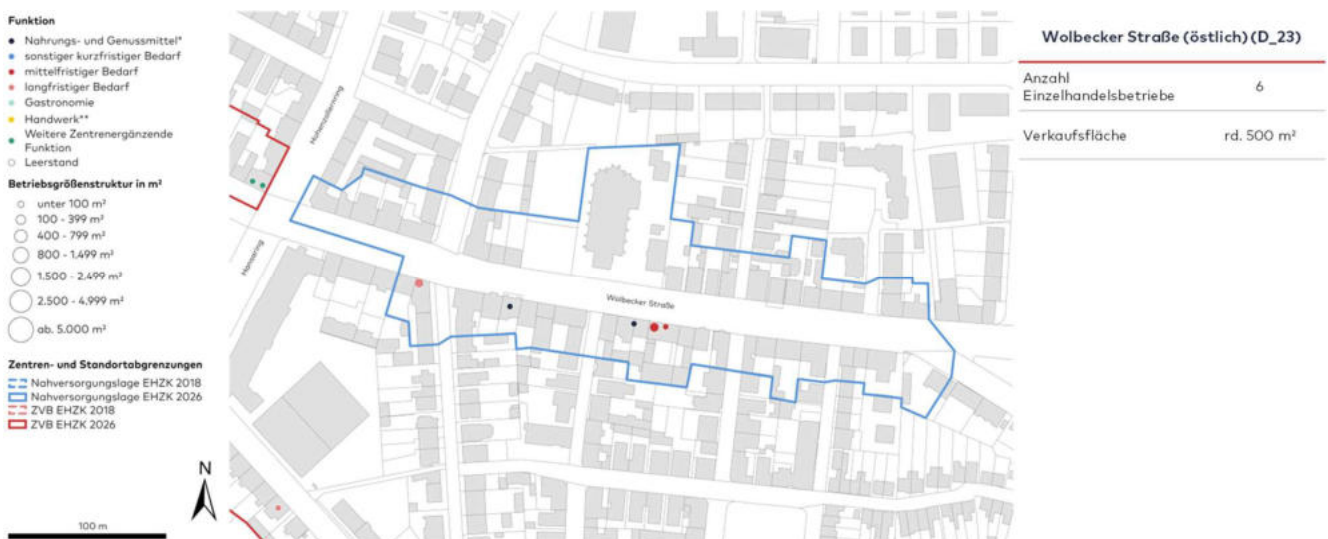 Funktion
Nahrungs- und Genussmittel*
sonstiger kurzfristiger Bedarf
mittelfristiger Bedarf
langfristiger Bedarf
Gastronomie
Handwerk**
Weitere Zentrenergänzende
Funktion
Leerstand
Betriebsgrößenstruktur in m²
unter 100 m²
100 - 399 m²
400 - 799 m²
800 - 1.499 m²
1.500 - 2.499 m²
2.500 - 4.999 m²
ab. 5.000 m²
Zentren- und Standortabgrenzungen
Nahversorgungslage EHZK 2018
Nahversorgungslage EHZK 2026
ZVB EHZK 2018
ZVB EHZK 2026
N
100 m
Hohenzollernring
Hansaring
Wolbecker Straße
Wolbecker Straße (östlich) (D_23)
Anzahl
Einzelhandelsbetriebe 6
Verkaufsfläche rd. 500 m²